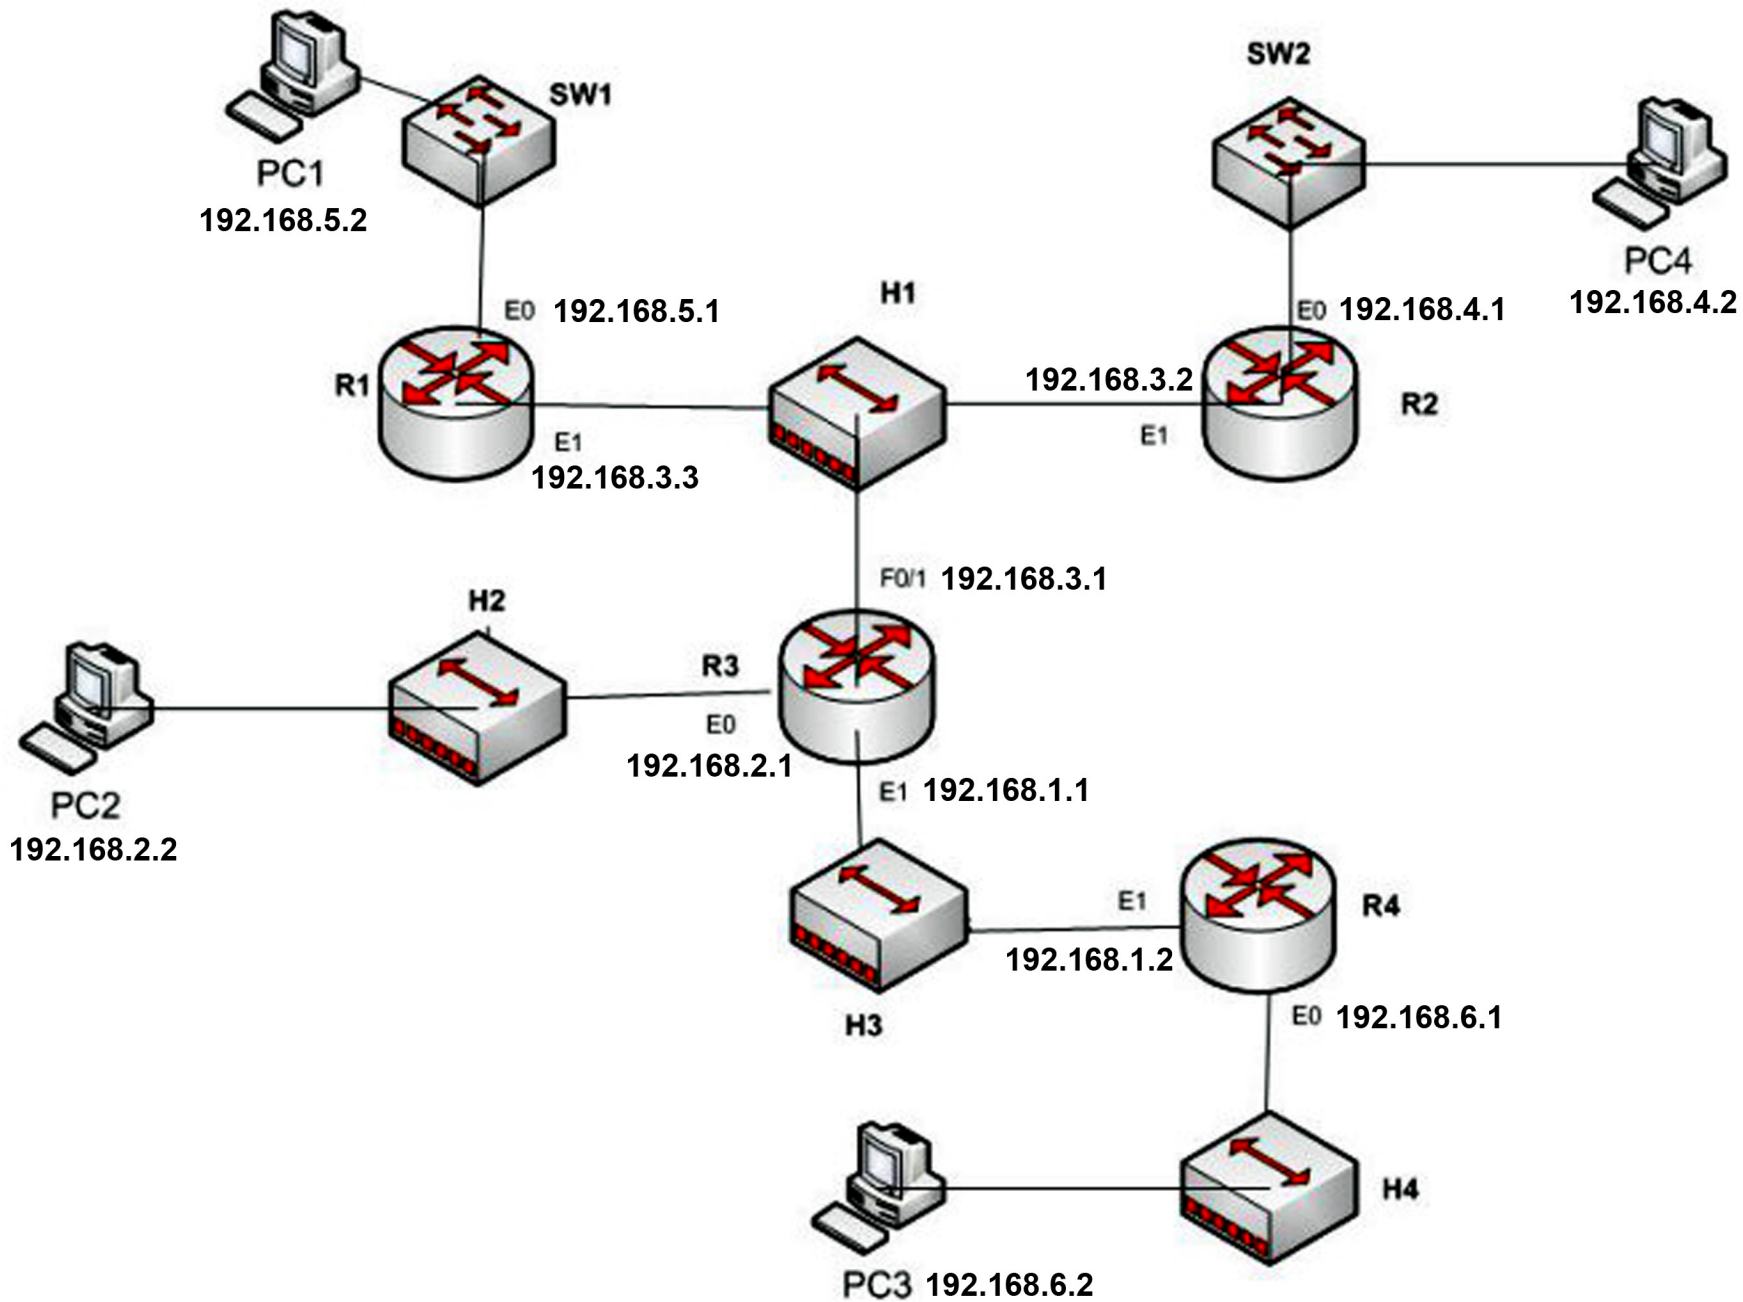 SW2
SW1
PC1
192.168.5.2
PC4
192.168.4.2
H1
E0 192.168.5.1
E0 192.168.4.1
R1
192.168.3.2
R2
E1
E1
192.168.3.3
F0/1 192.168.3.1
H2
R3
E0
192.168.2.1
E1 192.168.1.1
PC2
192.168.2.2
E1
R4
192.168.1.2
H3
E0 192.168.6.1
H4
PC3 192.168.6.2